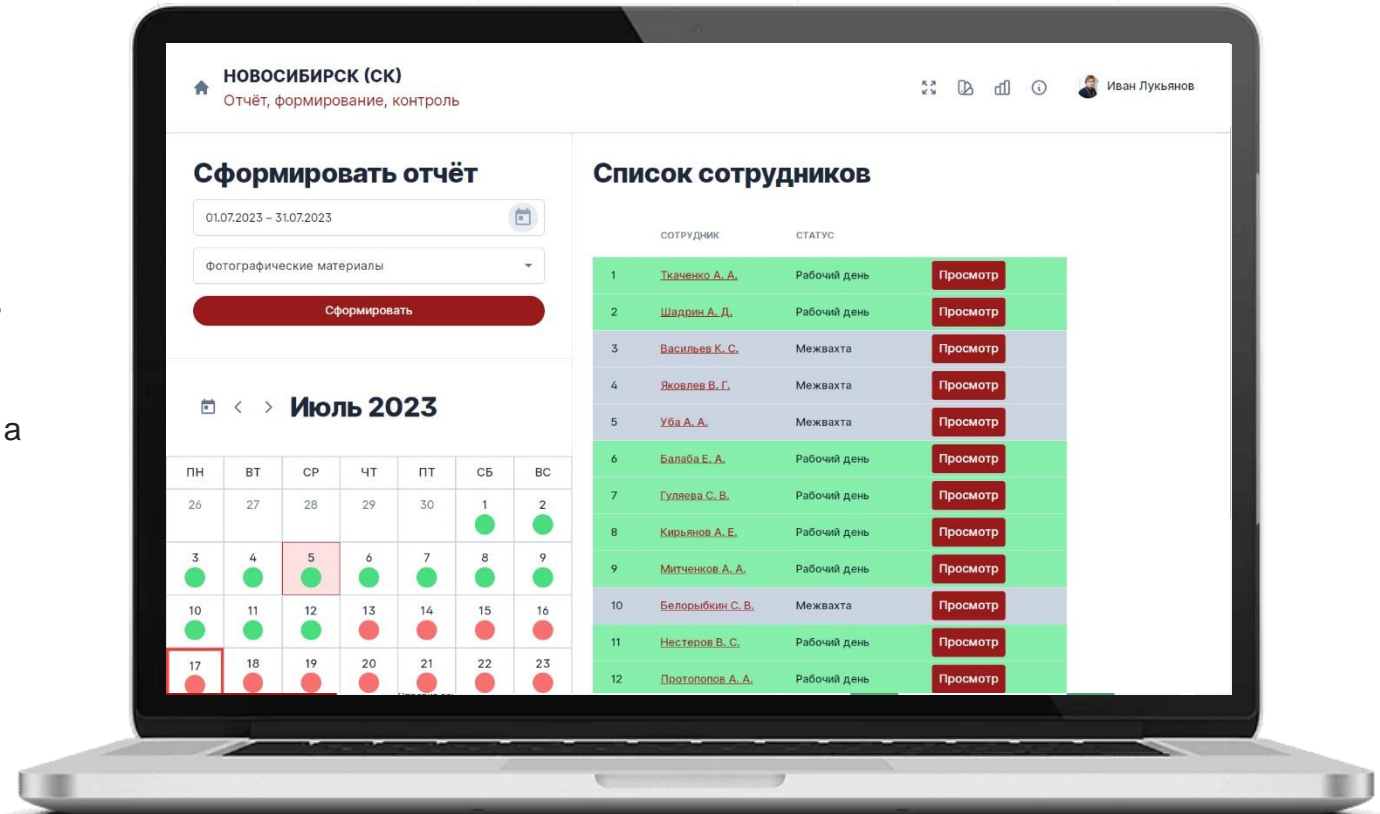 НОВОСИБИРСК (СК)
Отчёт, формирование, контроль
Иван Лукьянов
Сформировать отчёт
01.07.2023 – 31.07.2023
Фотографические материалы
Сформировать
Июль 2023
ПН ВТ СР ЧТ ПТ СБ ВС
26 27 28 29 30 1 2
3 4 5 6 7 8 9
10 11 12 13 14 15 16
17 18 19 20 21 22 23
Список сотрудников
СОТРУДНИК СТАТУС
1 Ткаченко А. А. Рабочий день Просмотр
2 Шадрин А. Д. Рабочий день Просмотр
3 Васильев К. С. Межвахта Просмотр
4 Яковлев В. Г. Межвахта Просмотр
5 Уба А. А. Межвахта Просмотр
6 Балаба Е. А. Рабочий день Просмотр
7 Гуляева С. В. Рабочий день Просмотр
8 Кирьянов А. Е. Рабочий день Просмотр
9 Митченков А. А. Рабочий день Просмотр
10 Белорыбкин С. В. Межвахта Просмотр
11 Нестеров В. С. Рабочий день Просмотр
12 Протопопов А. А. Рабочий день Просмотр
а